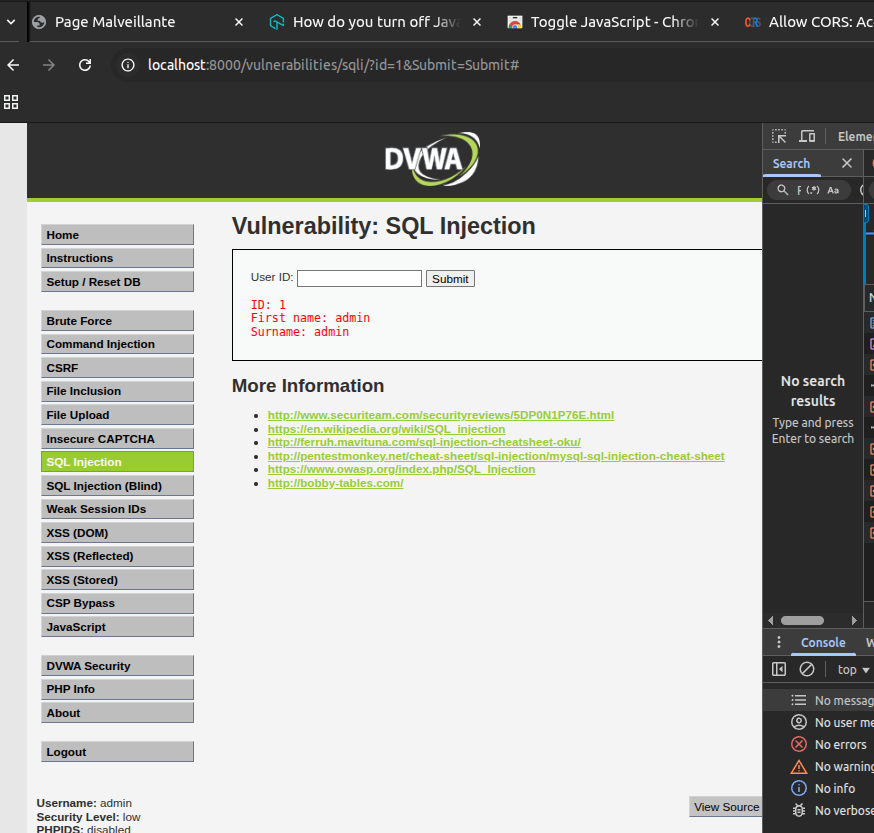 Page Malveillante
How do you turn off Jav
Toggle JavaScript - Chro
CORS
Allow CORS: Ac
localhost:8000/vulnerabilities/sqli/?id=1&Submit=Submit#
DVWA
Elemen
Search
(.*)
Aa
Home
Instructions
Setup / Reset DB
Brute Force
Command Injection
CSRF
File Inclusion
File Upload
Insecure CAPTCHA
SQL Injection
SQL Injection (Blind)
Weak Session IDs
XSS (DOM)
XSS (Reflected)
XSS (Stored)
CSP Bypass
JavaScript
DVWA Security
PHP Info
About
Logout
Vulnerability: SQL Injection
User ID:
Submit
ID: 1
First name: admin
Surname: admin
More Information
http://www.securiteam.com/securityreviews/5DP0N1P76E.html
https://en.wikipedia.org/wiki/SQL_injection
http://ferruh.mavituna.com/sql-injection-cheatsheet-oku/
http://pentestmonkey.net/cheat-sheet/sql-injection/mysql-sql-injection-cheat-sheet
https://www.owasp.org/index.php/SQL_Injection
http://bobby-tables.com/
No search
results
Type and press
Enter to search
Console
top
No messag
No user me
No errors
No warning
No info
No verbose
Username: admin
Security Level: low
PHPIDS: disabled
View Source